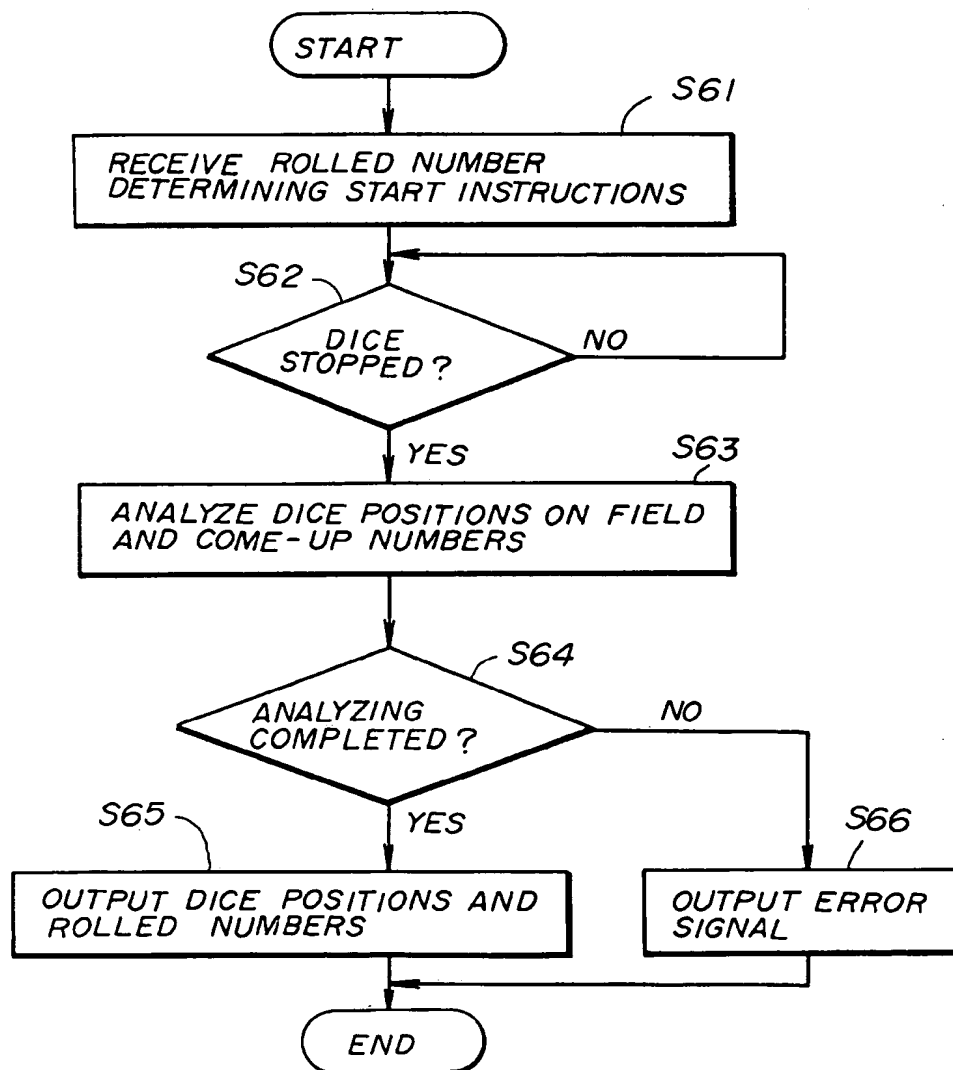 START
S61
RECEIVE ROLLED NUMBER
DETERMINING START INSTRUCTIONS
S62
DICE
STOPPED?
NO
YES
S63
ANALYZE DICE POSITIONS ON FIELD
AND COME-UP NUMBERS
S64
ANALYZING
COMPLETED?
NO
YES
S65
S66
OUTPUT DICE POSITIONS AND
ROLLED NUMBERS
OUTPUT ERROR
SIGNAL
END